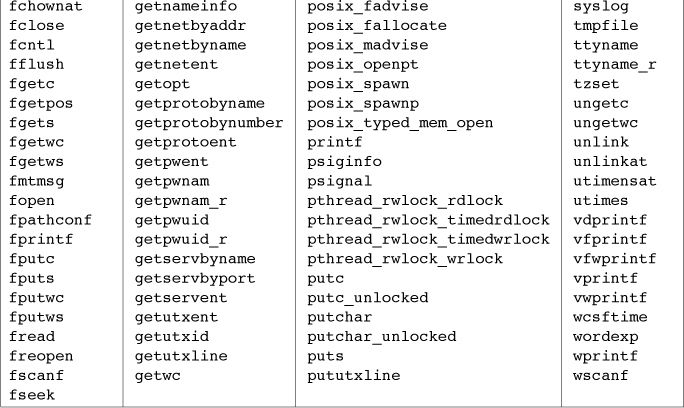 fchownat getnameinfo posix_fadvise syslog
fclose getnetbyaddr posix_fallocate tmpfile
fcntl getnetbyname posix_madvise ttyname
fflush getnetent posix_openpt ttyname_r
fgetc getopt posix_spawn tzset
fgetpos getprotobyname posix_spawnp ungetc
fgets getprotobynumber posix_typed_mem_open ungetwc
fgetwc getprotoent printf unlink
fgetws getpwent psiginfo unlinkat
fmtmsg getpwnam psignal utimensat
fopen getpwnam_r pthread_rwlock_rdlock utimes
fpathconf getpwuid pthread_rwlock_timedrdlock vdprintf
fprintf getpwuid_r pthread_rwlock_timedwrlock vfprintf
fputc getservbyname pthread_rwlock_wrlock vfwprintf
fputs getservbyport putc vprintf
fputwc getservent putc_unlocked vwprintf
fputws getutxent putchar wcsftime
fread getutxid putchar_unlocked wordexp
freopen getutxline puts wprintf
fscanf getwc pututxline wscanf
fseek